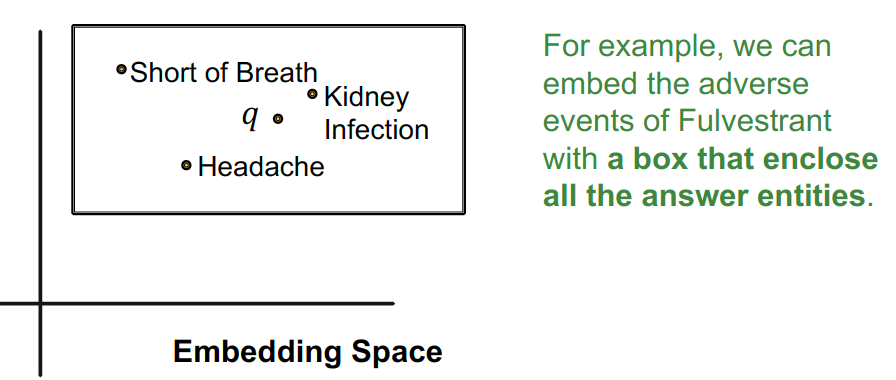 Short of Breath
Kidney
Infection
q
Headache
Embedding Space
For example, we can
embed the adverse
events of Fulvestrant
with a box that enclose
all the answer entities.